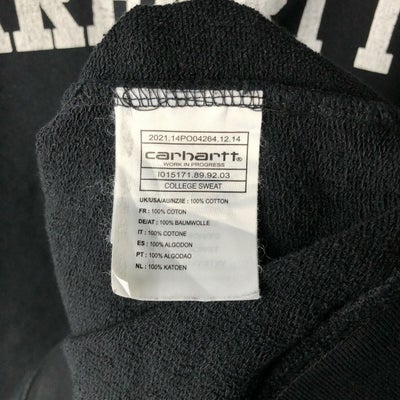 2021.14PO04264.12.14
carhartt®
WORK IN PROGRESS
I015171.89.92.03
COLLEGE SWEAT
UK/USA/AU/NZ/IE : 100% COTTON
FR : 100% COTON
DE/AT : 100% BAUMWOLLE
IT : 100% COTONE
ES : 100% ALGODON
PT : 100% ALGODAO
NL : 100% KATOEN